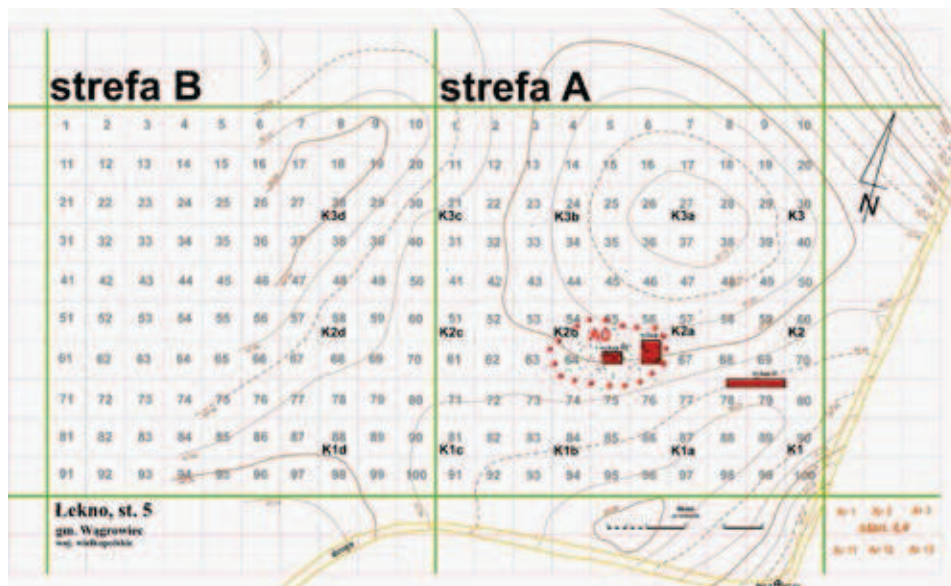 strefa B strefa A
1 2 3 4 5 6 7 8 9 10 1 2 3 4 5 6 7 8 9 10
11 12 13 14 15 16 17 18 19 20 11 12 13 14 15 16 17 18 19 20
21 22 23 24 25 26 27 28 29 30 21 22 23 24 25 26 27 28 29 30
K3d K3c K3b K3a K3
N
31 32 33 34 35 36 37 38 39 40 31 32 33 34 35 36 37 38 39 40
41 42 43 44 45 46 47 48 49 50 41 42 43 44 45 46 47 48 49 50
51 52 53 54 55 56 57 58 59 60 51 52 53 54 55 56 57 58 59 60
K2d K2c K2b A0 K2a K2
61 62 63 64 65 66 67 68 69 70 61 62 63 64 67 68 69 70
71 72 73 74 75 76 77 78 79 80 71 72 73 74 75 76 77 78 79 80
81 82 83 84 85 86 87 88 89 90 81 82 83 84 85 86 87 88 89 90
K1d K1c K1b K1a K1
91 92 93 94 95 96 97 98 99 100 91 92 93 94 95 96 97 98 99 100
Łekno, st. 5
gm. Wągrowiec
woj. wielkopolskie
droga